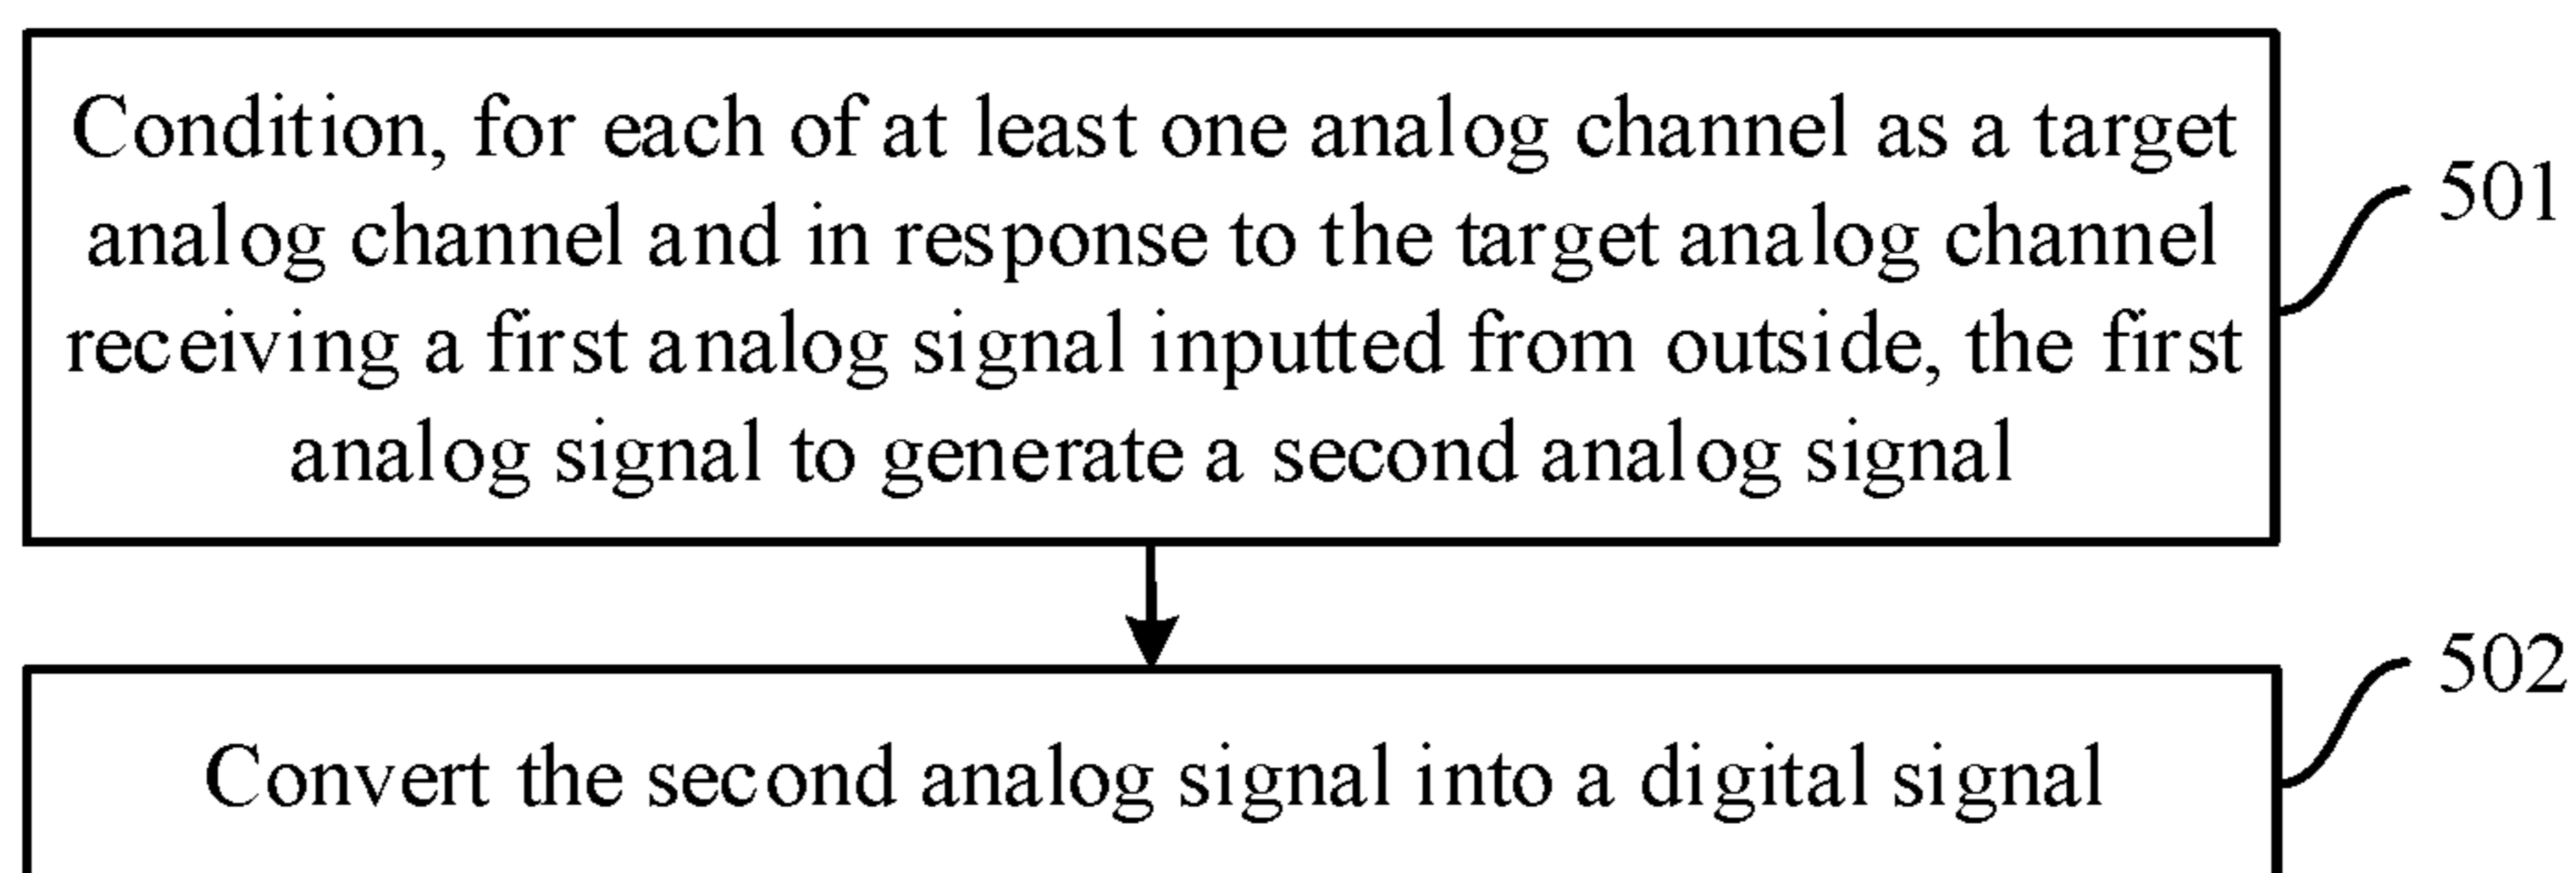 Condition, for each of at least one analog channel as a target
analog channel and in response to the target analog channel
receiving a first analog signal inputted from outside, the first
analog signal to generate a second analog signal
501
502
Convert the second analog signal into a digital signal